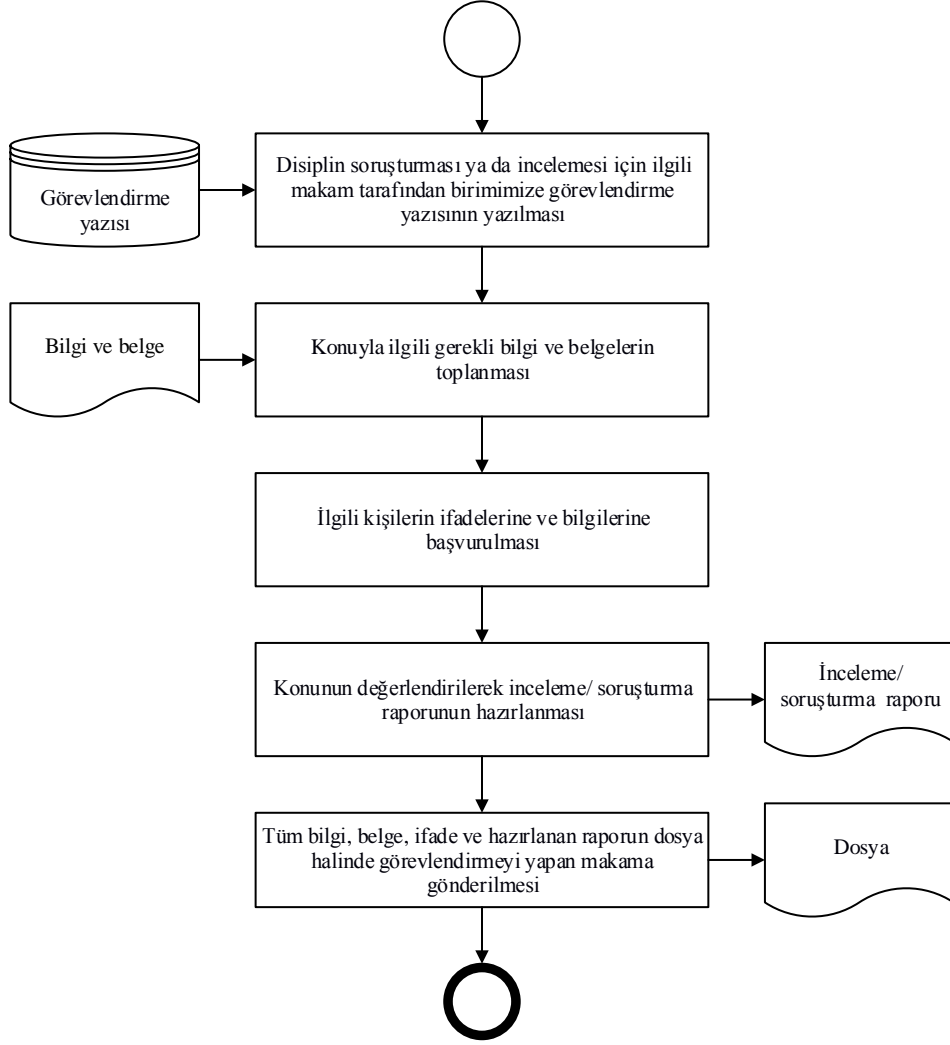 Görevlendirme
yazısı
Disiplin soruşturması ya da incelemesi için ilgili
makam tarafından birimimize görevlendirme
yazısının yazılması
Bilgi ve belge
Konuyla ilgili gerekli bilgi ve belgelerin
toplanması
İlgili kişilerin ifadelerine ve bilgilerine
başvurulması
Konunun değerlendirilerek inceleme/ soruşturma
raporunun hazırlanması
İnceleme/
soruşturma raporu
Tüm bilgi, belge, ifade ve hazırlanan raporun dosya
halinde görevlendirmeyi yapan makama
gönderilmesi
Dosya